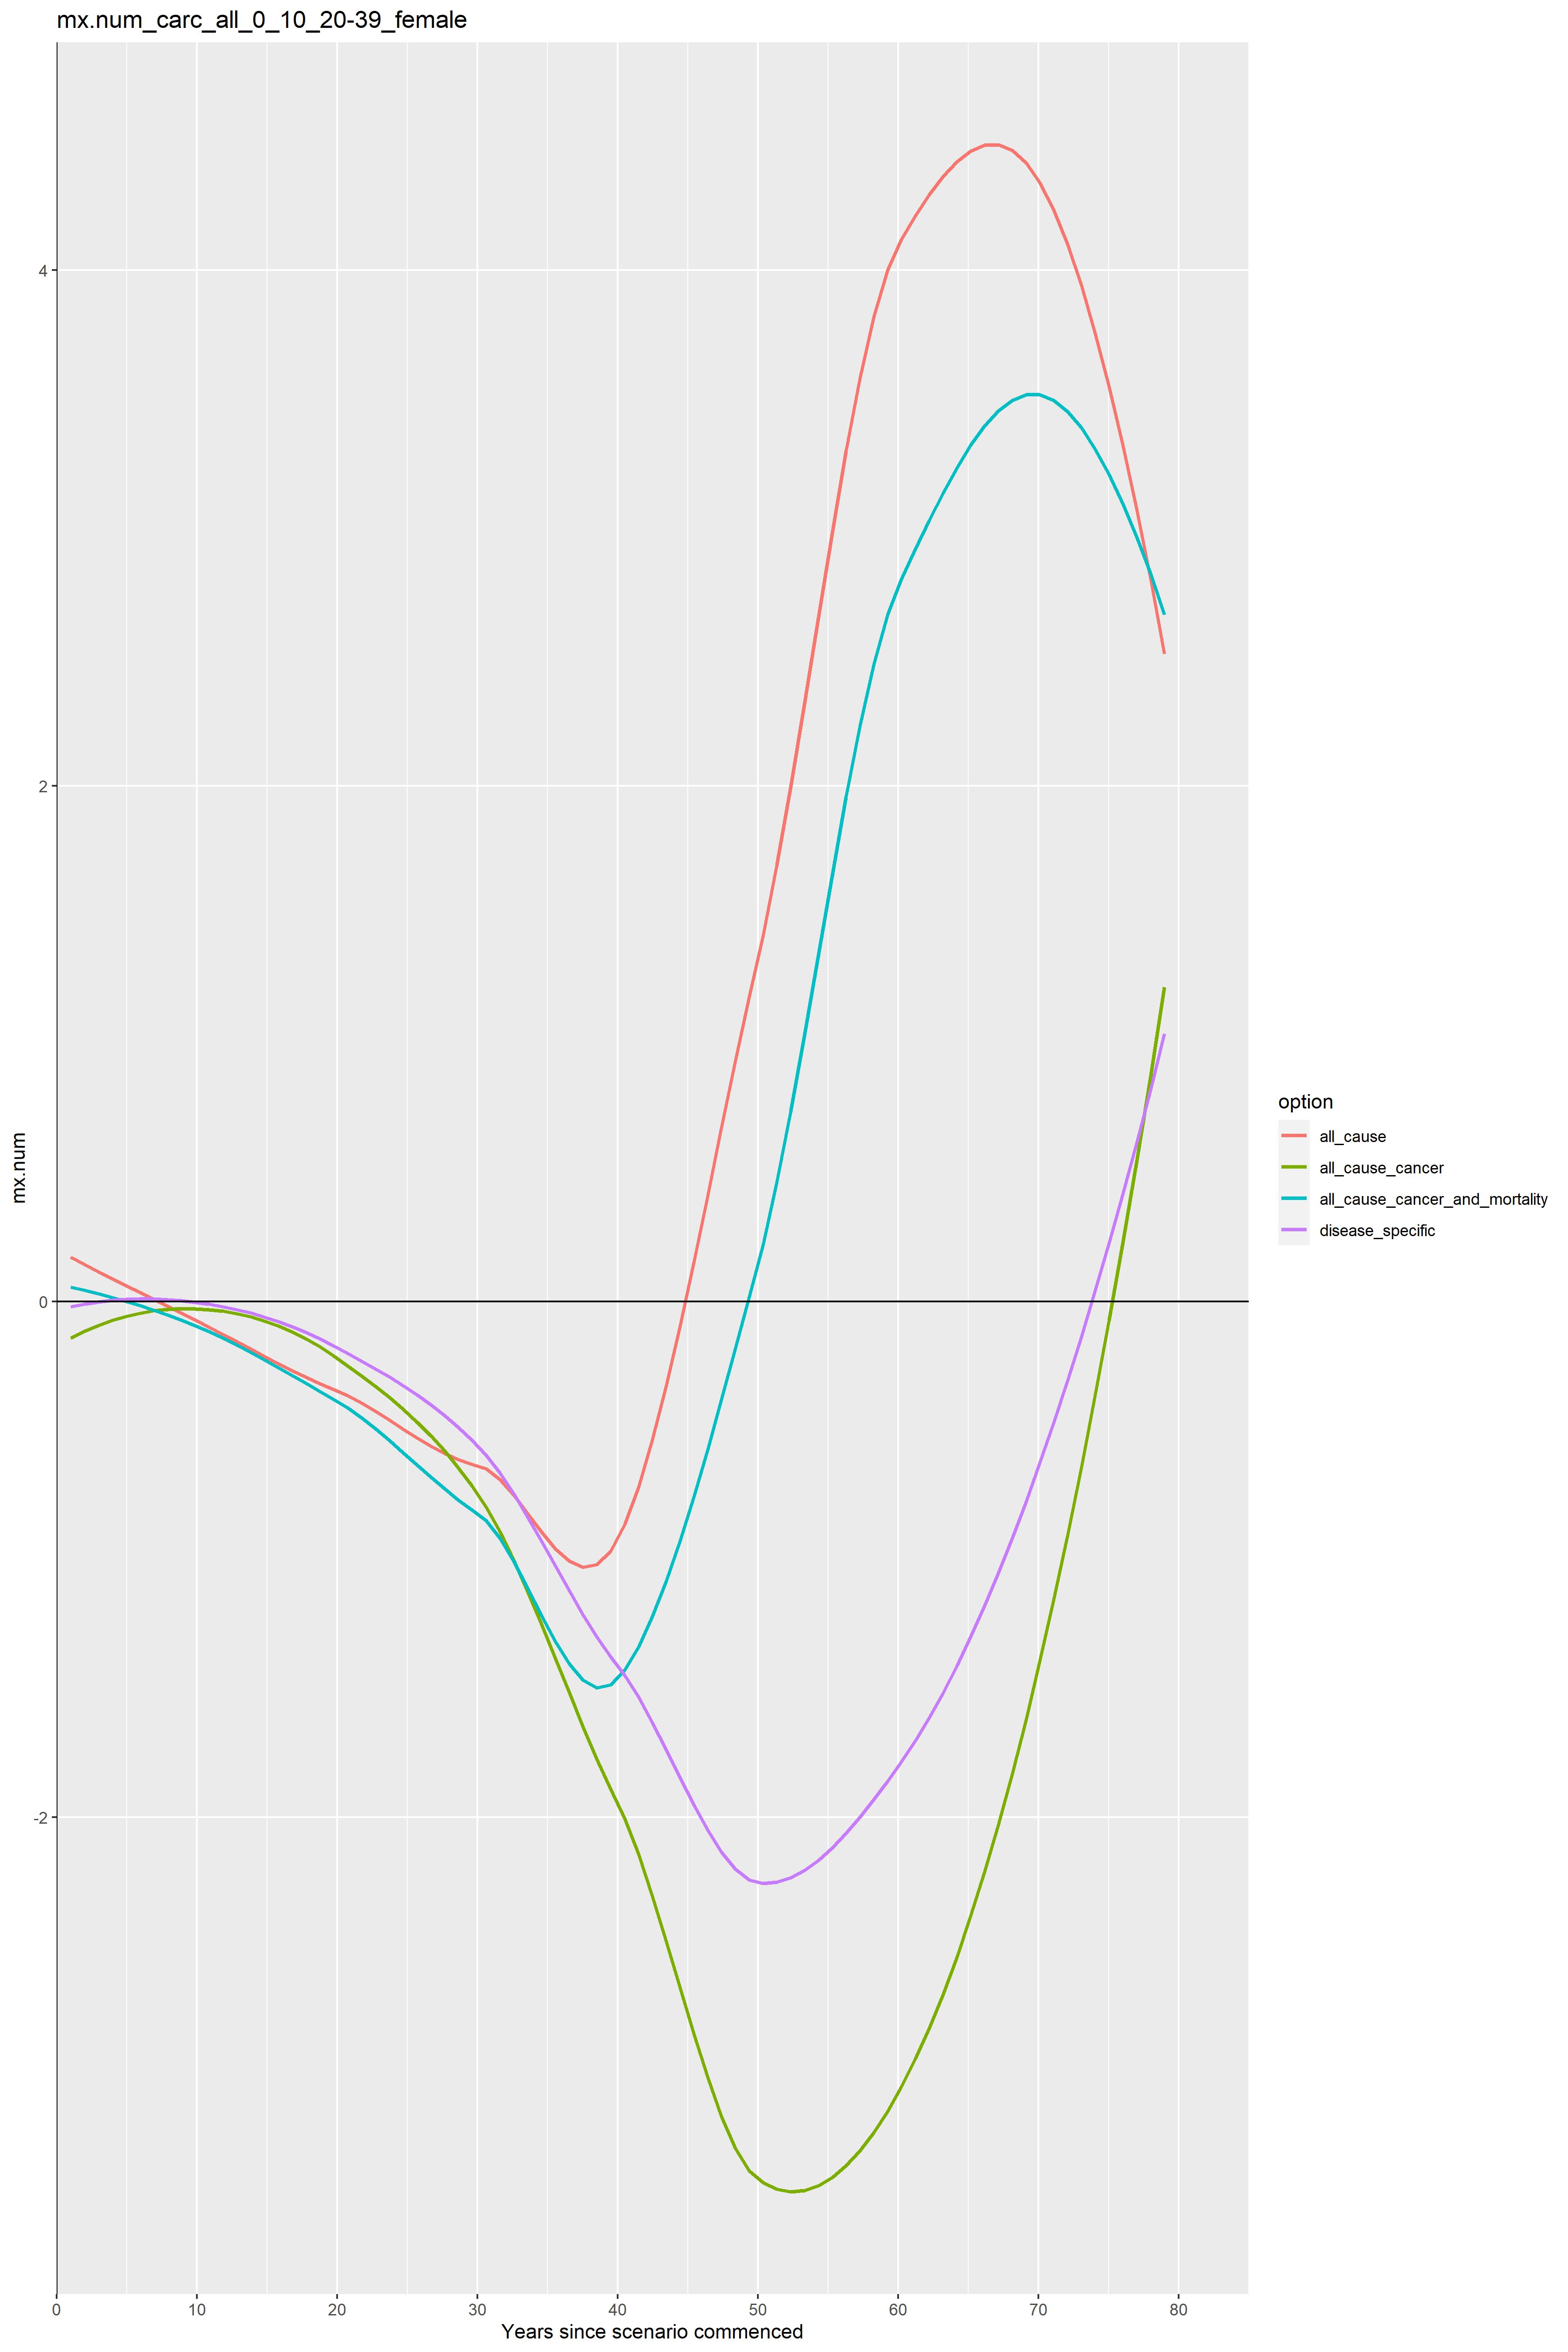 mx.num_carc_all_0_10_20-39_female
4
2
0
-2
mx.num
0 10 20 30 40 50 60 70 80
Years since scenario commenced
option
all_cause
all_cause_cancer
all_cause_cancer_and_mortality
disease_specific